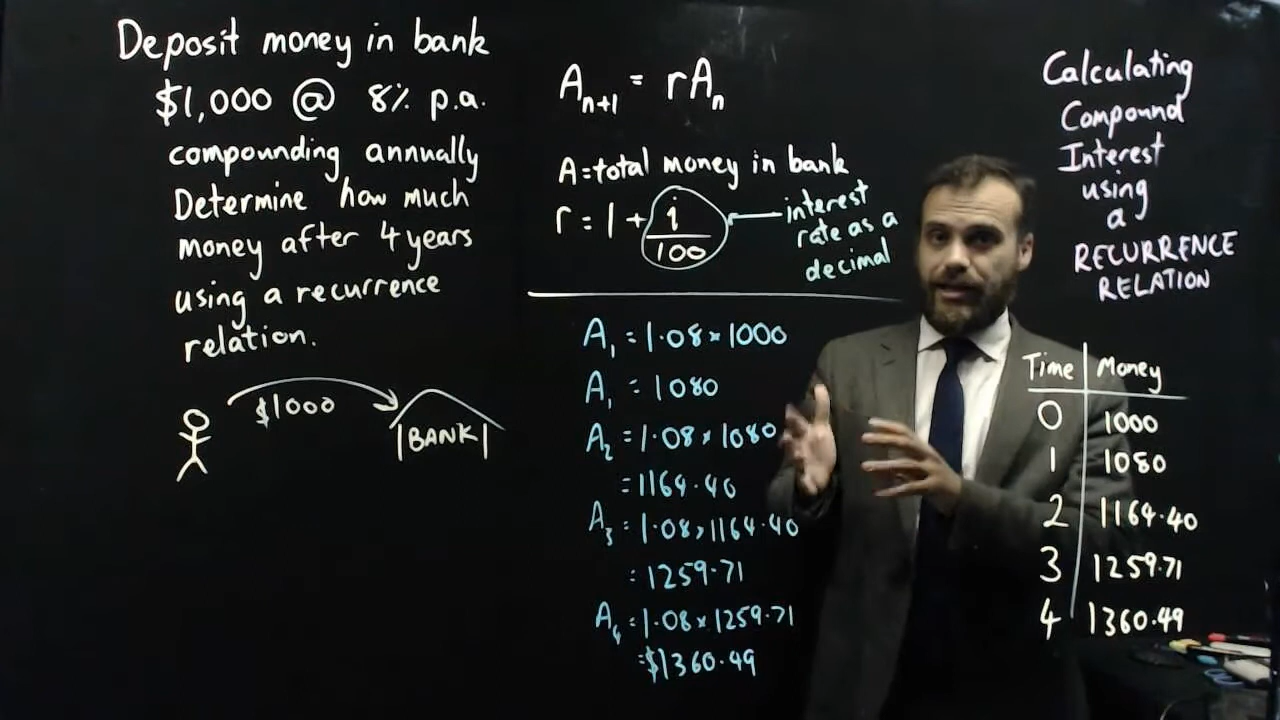 Deposit money in bank
$1,000 @ 8% p.a.
compounding annually
Determine how much
money after 4 years
using a recurrence
relation.
$1000
BANK
Aₙ₊₁ = rAₙ
A=total money in bank
r = 1 + i/100
interest
rate as a
decimal
A₁ = 1.08 × 1000
A₁ = 1080
A₂ = 1.08 × 1080
= 1164.40
A₃ = 1.08 × 1164.40
= 1259.71
A₄ = 1.08 × 1259.71
=$1360.49
Calculating
Compound
Interest
using
a
RECURRENCE
RELATION
Time Money
0 1000
1 1080
2 1164.40
3 1259.71
4 1360.49